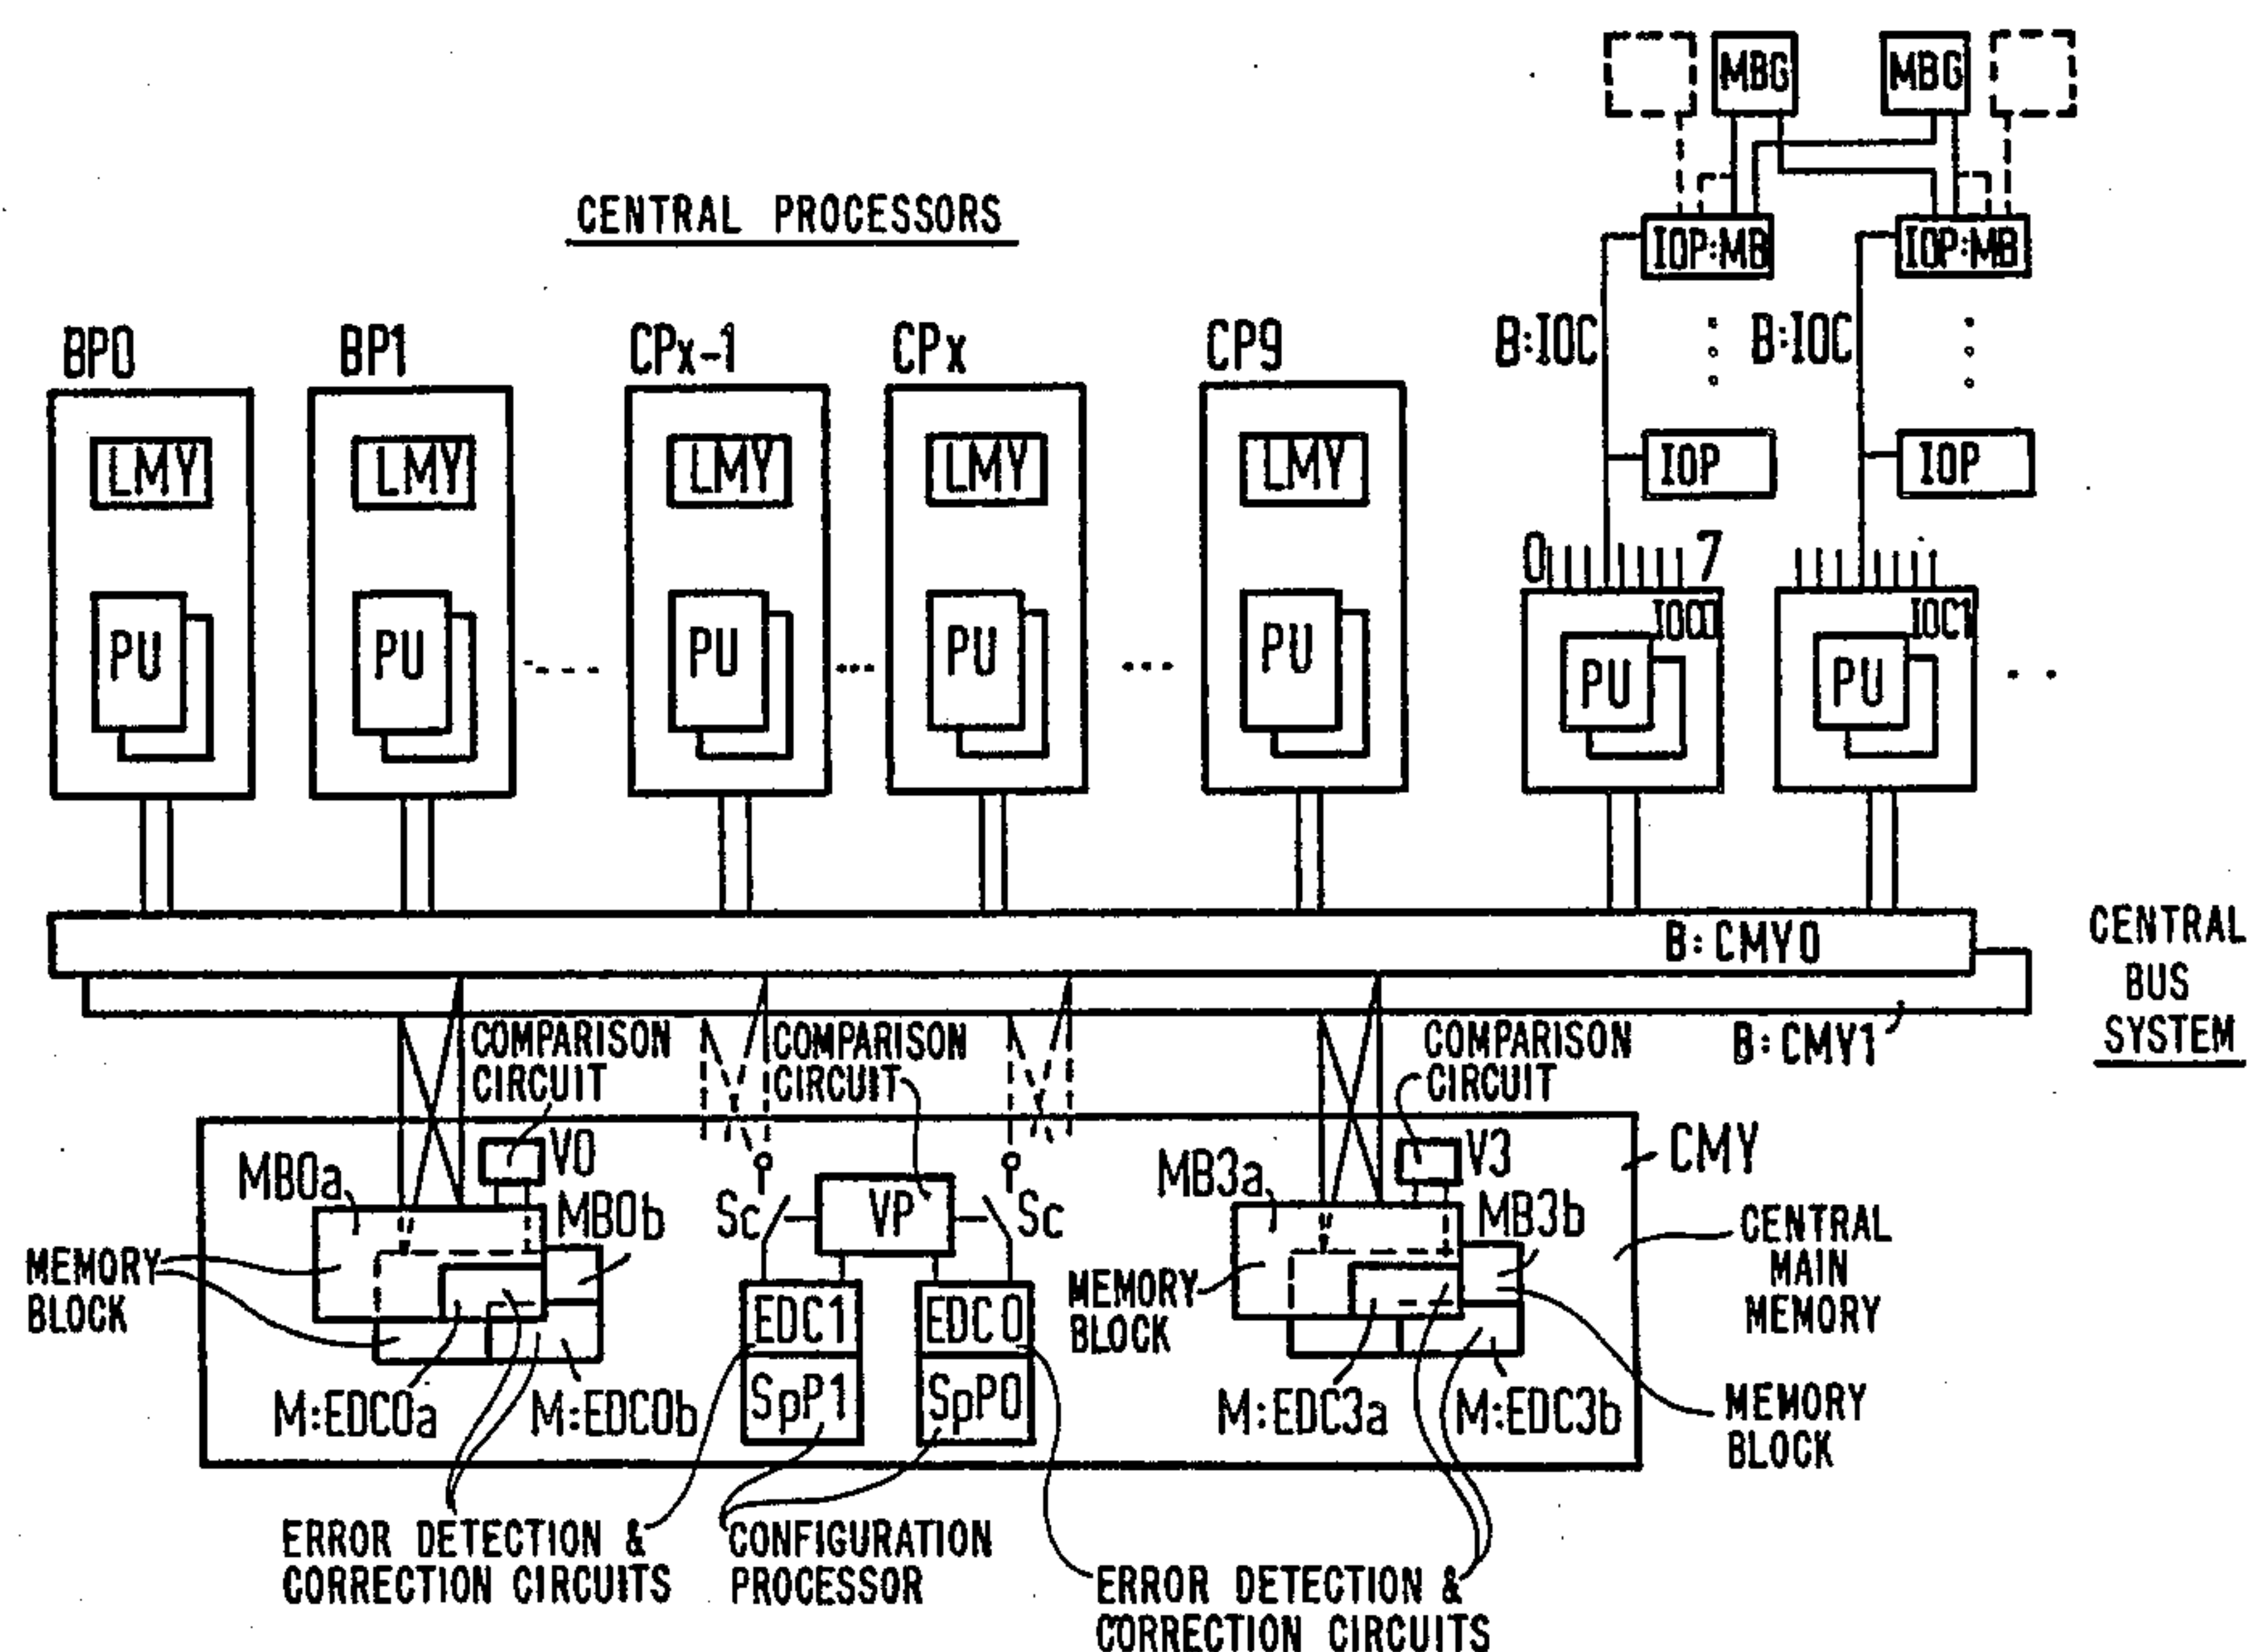 MBG MBG
CENTRAL PROCESSORS
IOP:MB IOP:MB
BP0 BP1 CPx-1 CPx CP9 B:IOC B:IOC
LMY LMY LMY LMY LMY IOP IOP
0 7
IOC0 IOC1
PU PU PU PU PU PU PU
B:CMY0
CENTRAL
BUS
SYSTEM
B:CMY1
COMPARISON
CIRCUIT
COMPARISON
CIRCUIT
COMPARISON
CIRCUIT
CMY
MB0a V0 MB0b
Sc VP Sc
MB3a V3 MB3b
CENTRAL
MAIN
MEMORY
MEMORY
BLOCK
MEMORY
BLOCK
EDC1 EDC0
SpP1 SpP0
M:EDC0a M:EDC0b
M:EDC3a M:EDC3b
MEMORY
BLOCK
ERROR DETECTION &
CORRECTION CIRCUITS
CONFIGURATION
PROCESSOR
ERROR DETECTION &
CORRECTION CIRCUITS